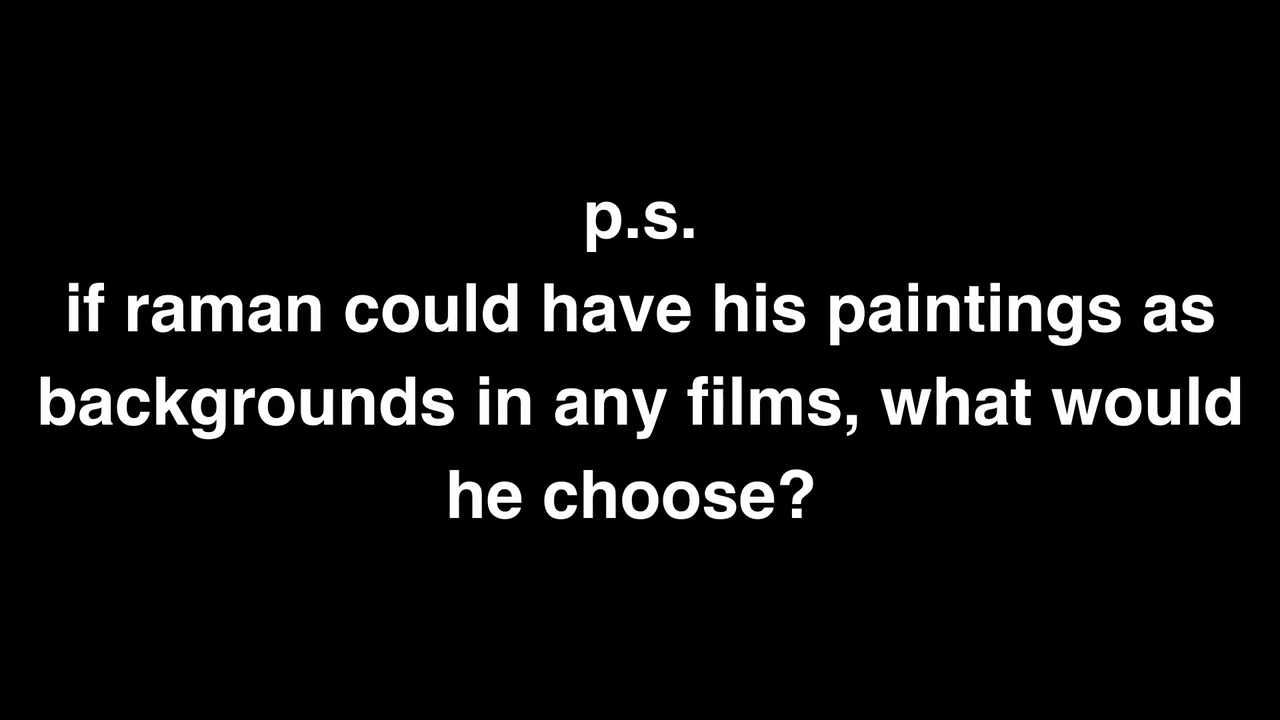 p.s.
if raman could have his paintings as
backgrounds in any films, what would
he choose?